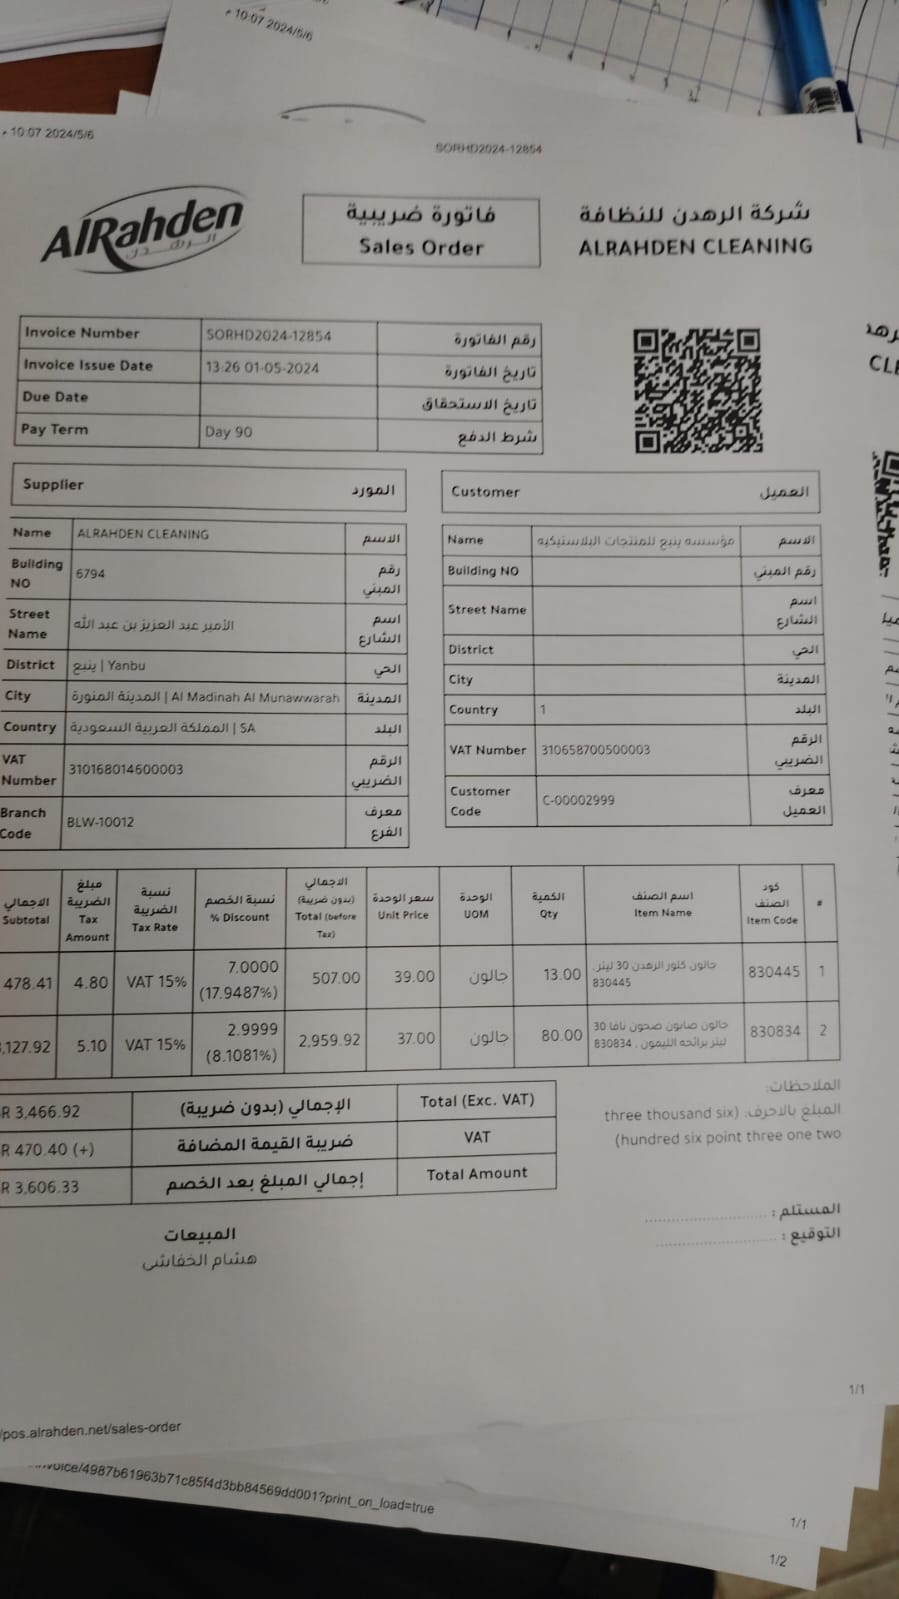 م 10:07 2024/5/6
م 10:07 2024/5/6
SORHD2024-12854
AlRahden
الرهدن
فاتورة ضريبية
Sales Order
شركة الرهدن للنظافة
ALRAHDEN CLEANING
Invoice Number SORHD2024-12854 رقم الفاتورة
Invoice Issue Date 13:26 01-05-2024 تاريخ الفاتورة
Due Date تاريخ الاستحقاق
Pay Term Day 90 شرط الدفع
Supplier المورد
Name ALRAHDEN CLEANING الاسم
Building NO 6794 رقم المبني
Street Name الأمير عبد العزيز بن عبد الله اسم الشارع
District ينبع | Yanbu الحي
City المدينة المنورة | Al Madinah Al Munawwarah المدينة
Country المملكة العربية السعودية | SA البلد
VAT Number 310168014600003 الرقم الضريبي
Branch Code BLW-10012 معرف الفرع
Customer العميل
Name مؤسسه ينبع للمنتجات البلاستيكيه الاسم
Building NO رقم المبني
Street Name اسم الشارع
District الحي
City المدينة
Country 1 البلد
VAT Number 310658700500003 الرقم الضريبي
Customer Code C-00002999 معرف العميل
# كود الصنف Item Code اسم الصنف Item Name الكمية Qty الوحدة UOM سعر الوحدة Unit Price الاجمالي (بدون ضريبة) Total (before Tax) نسبة الخصم % Discount نسبة الضريبة Tax Rate مبلغ الضريبة Tax Amount الاجمالي Subtotal
1 830445 جالون كلور الرهدن 30 ليتر. 830445 13.00 جالون 39.00 507.00 7.0000 (17.9487%) VAT 15% 4.80 478.41
2 830834 جالون صابون صحون نافا 30 ليتر برائحه الليمون . 830834 80.00 جالون 37.00 2,959.92 2.9999 (8.1081%) VAT 15% 5.10 ,127.92
R 3,466.92 الإجمالي (بدون ضريبة) Total (Exc. VAT)
R 470.40 (+) ضريبة القيمة المضافة VAT
R 3,606.33 إجمالي المبلغ بعد الخصم Total Amount
الملاحظات:
المبلغ بالاحرف: (three thousand six
hundred six point three one two)
المستلم : ........................
التوقيع : ........................
المبيعات
هشام الخفاشى
1/1
/pos.alrahden.net/sales-order
voice/4987b61963b71c85f4d3bb84569dd001?print_on_load=true
1/1
1/2